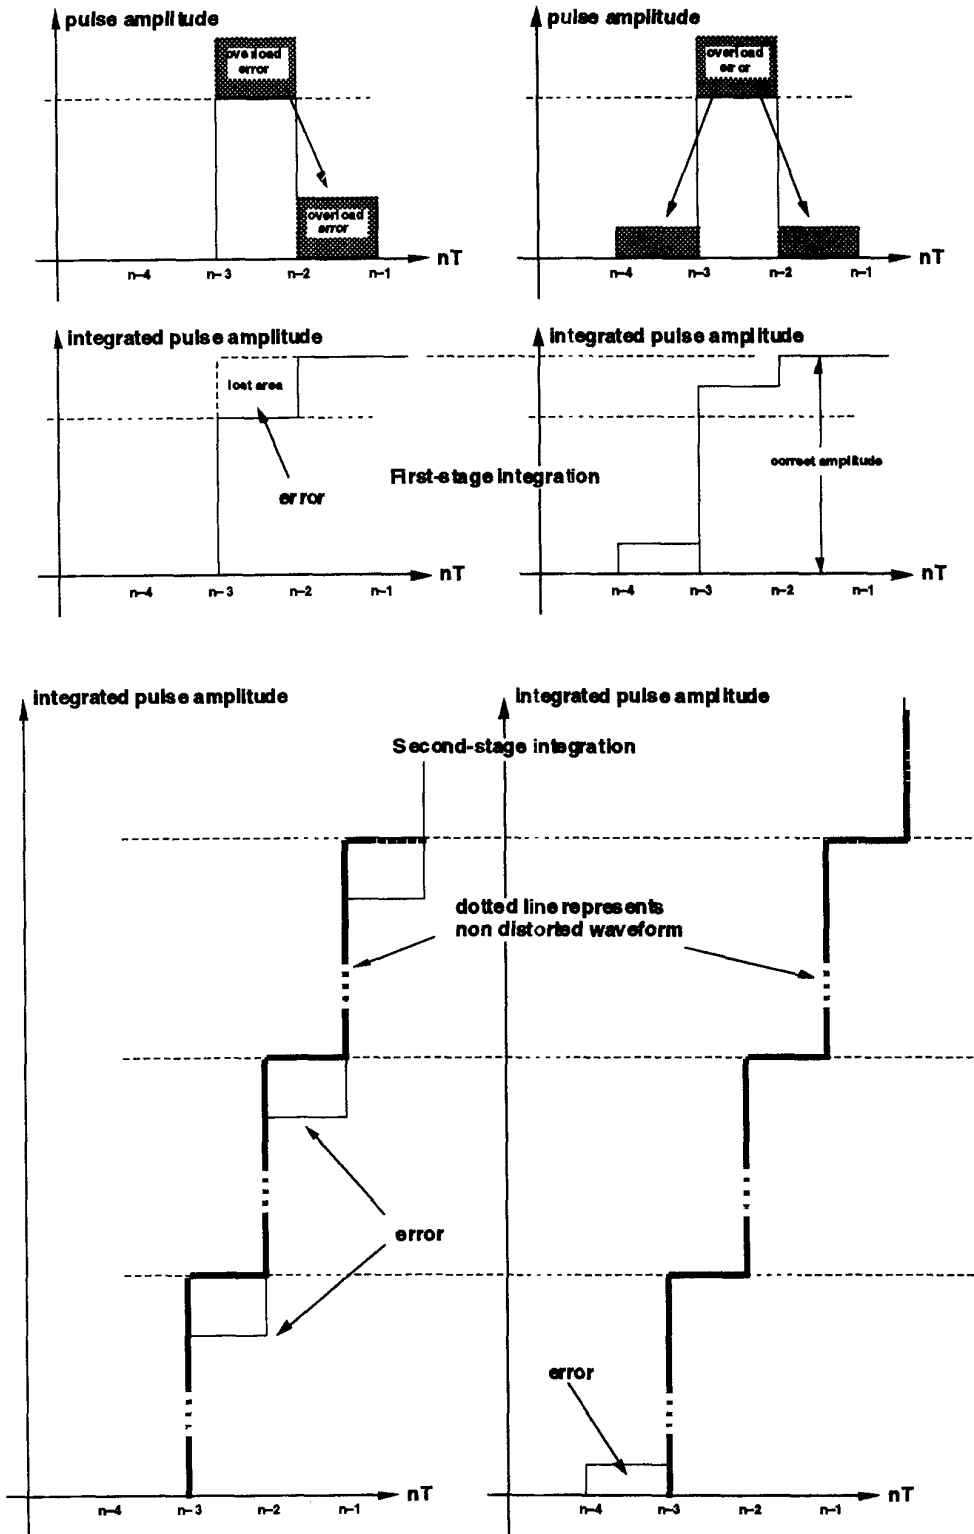 pulse amplitude
pulse amplitude
overload
error
overload
error
overload
error
nT
nT
n-4
n-3
n-2
n-1
n-4
n-3
n-2
n-1
integrated pulse amplitude
integrated pulse amplitude
lost area
error
First-stage integration
correct amplitude
nT
nT
n-4
n-3
n-2
n-1
n-4
n-3
n-2
n-1
integrated pulse amplitude
integrated pulse amplitude
Second-stage integration
dotted line represents
non distorted waveform
error
error
nT
nT
n-4
n-3
n-2
n-1
n-4
n-3
n-2
n-1